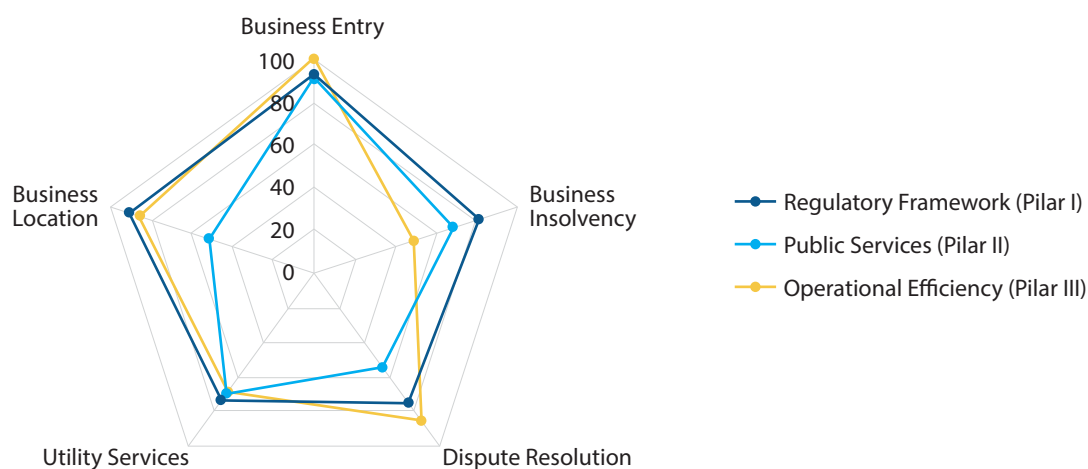 Business Entry
100
80
60
40
20
0
Business
Location
Business
Insolvency
Utility Services
Dispute Resolution
Regulatory Framework (Pilar I)
Public Services (Pilar II)
Operational Efficiency (Pilar III)